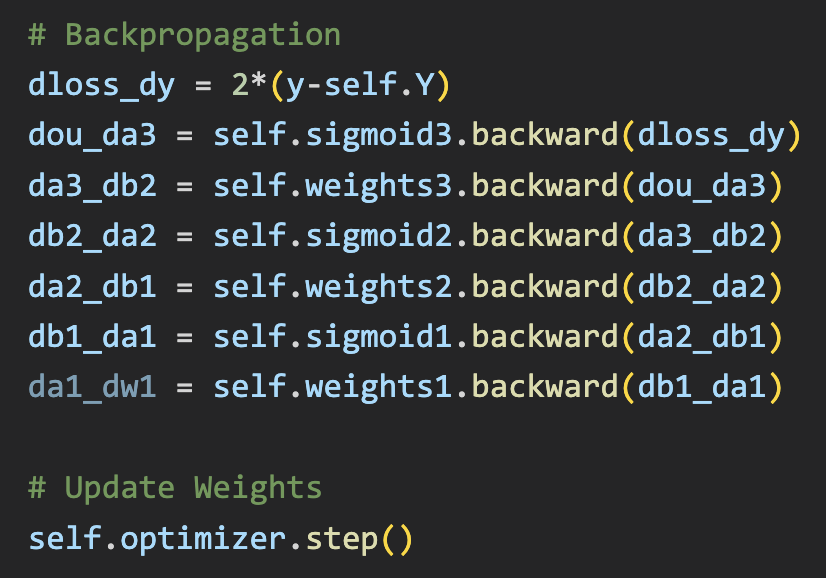 # Backpropagation
dloss_dy = 2*(y-self.Y)
dou_da3 = self.sigmoid3.backward(dloss_dy)
da3_db2 = self.weights3.backward(dou_da3)
db2_da2 = self.sigmoid2.backward(da3_db2)
da2_db1 = self.weights2.backward(db2_da2)
db1_da1 = self.sigmoid1.backward(da2_db1)
da1_dw1 = self.weights1.backward(db1_da1)
# Update Weights
self.optimizer.step()